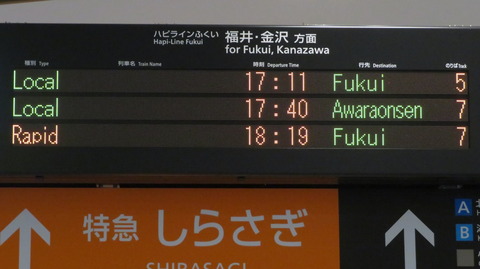 ハピラインふくい 福井・金沢 方面
Hapi-Line Fukui for Fukui, Kanazawa
種別 Type 列車名 Train Name 時刻 Departure Time 行先 Destination のりば Track
Local 17:11 Fukui 5
Local 17:40 Awaraonsen 7
Rapid 18:19 Fukui 7
特急 しらさぎ
SHIRASAGI
A
B